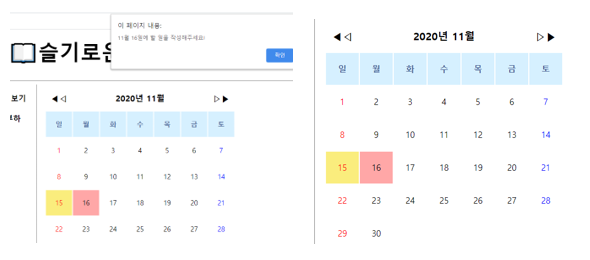 이 페이지 내용:
11월 16일에 할 일을 작성해주세요!
확인
슬기로운
보기
투하
◀◁ 2020년 11월 ▷▶
일 월 화 수 목 금 토
1 2 3 4 5 6 7
8 9 10 11 12 13 14
15 16 17 18 19 20 21
22 23 24 25 26 27 28
◀◁ 2020년 11월 ▷▶
일 월 화 수 목 금 토
1 2 3 4 5 6 7
8 9 10 11 12 13 14
15 16 17 18 19 20 21
22 23 24 25 26 27 28
29 30